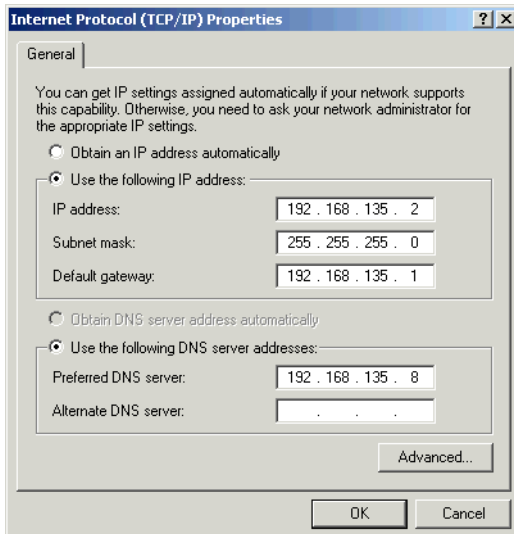 Internet Protocol (TCP/IP) Properties
General
You can get IP settings assigned automatically if your network supports
this capability. Otherwise, you need to ask your network administrator for
the appropriate IP settings.
Obtain an IP address automatically
Use the following IP address:
IP address: 192 . 168 . 135 . 2
Subnet mask: 255 . 255 . 255 . 0
Default gateway: 192 . 168 . 135 . 1
Obtain DNS server address automatically
Use the following DNS server addresses:
Preferred DNS server: 192 . 168 . 135 . 8
Alternate DNS server: . . .
Advanced...
OK Cancel